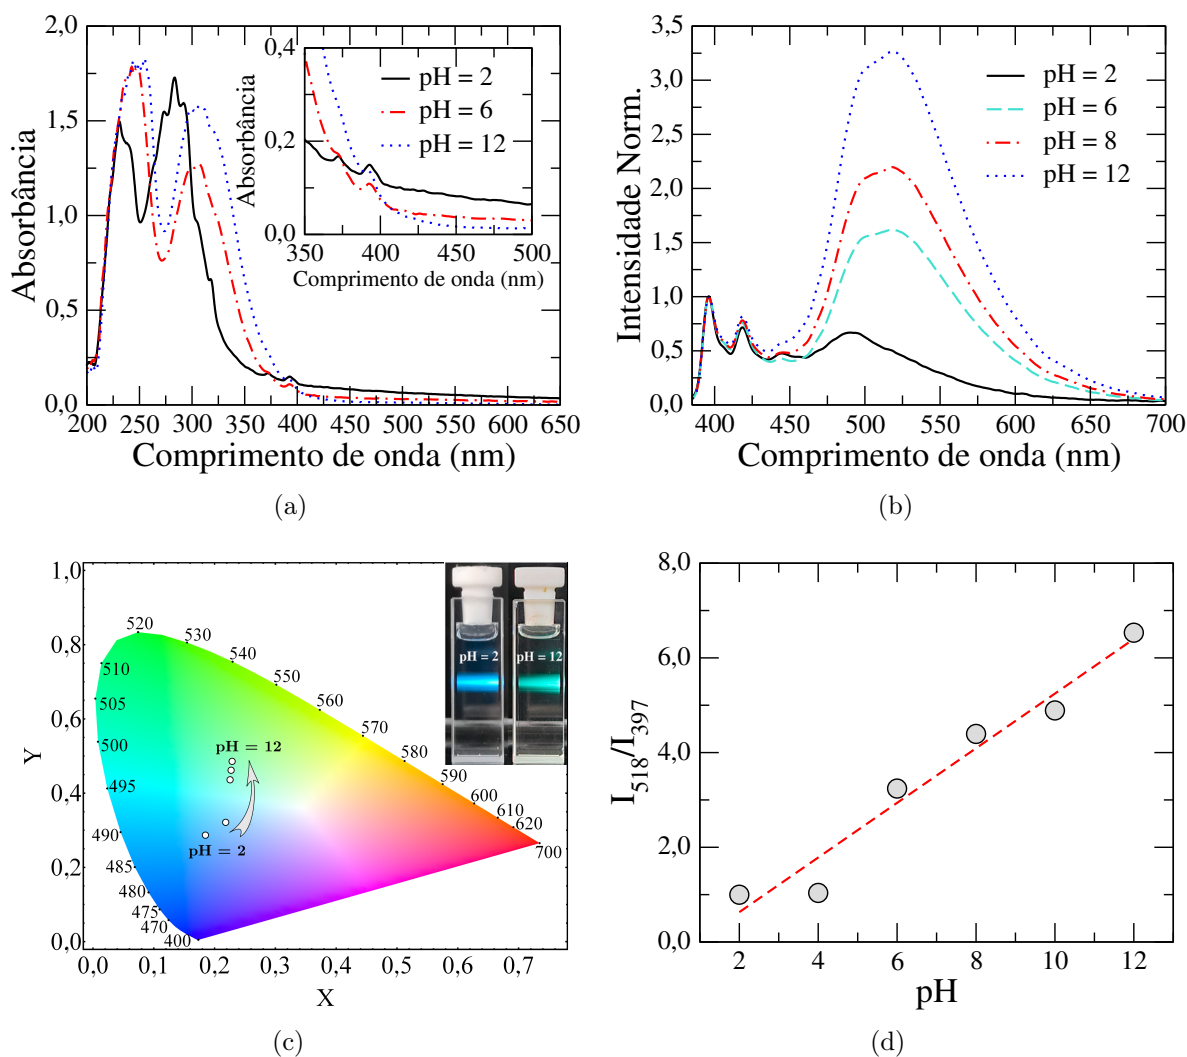 2,0
1,5
1,0
0,5
0,0
Absorbância
200 250 300 350 400 450 500 550 600 650
Comprimento de onda (nm)
0,4
0,2
0,0
Absorbância
350 400 450 500
Comprimento de onda (nm)
pH = 2
pH = 6
pH = 12
(a)
3,5
3,0
2,5
2,0
1,5
1,0
0,5
0,0
Intensidade Norm.
400 450 500 550 600 650 700
Comprimento de onda (nm)
pH = 2
pH = 6
pH = 8
pH = 12
(b)
1,0
0,8
0,6
0,4
0,2
0,0
Y
0,0 0,1 0,2 0,3 0,4 0,5 0,6 0,7
X
520
530
540
550
560
570
580
590
600
610
620
700
510
505
500
495
490
485
480
475
470
400
pH = 12
pH = 2
pH = 2
pH = 12
(c)
8,0
6,0
4,0
2,0
0,0
I518/I397
2 4 6 8 10 12
pH
(d)